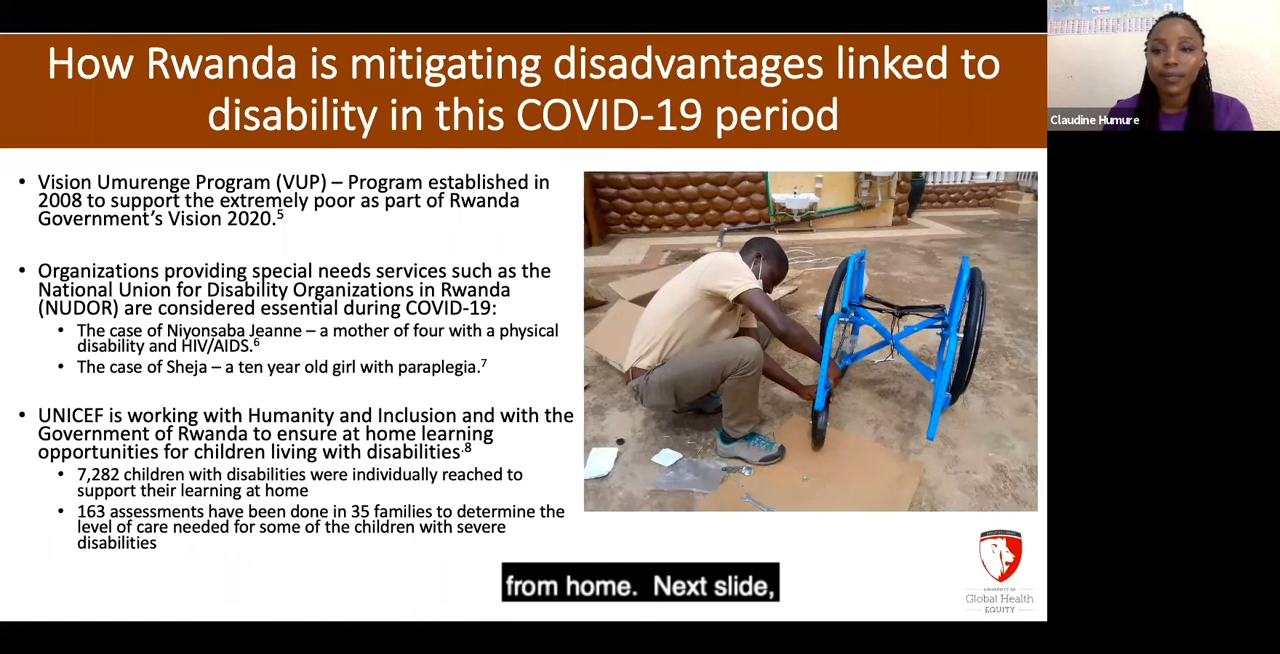 How Rwanda is mitigating disadvantages linked to
disability in this COVID-19 period
Claudine Humure
• Vision Umurenge Program (VUP) – Program established in
2008 to support the extremely poor as part of Rwanda
Government's Vision 2020.5
• Organizations providing special needs services such as the
National Union for Disability Organizations in Rwanda
(NUDOR) are considered essential during COVID-19:
• The case of Niyonsaba Jeanne – a mother of four with a physical
disability and HIV/AIDS.6
• The case of Sheja – a ten year old girl with paraplegia.7
• UNICEF is working with Humanity and Inclusion and with the
Government of Rwanda to ensure at home learning
opportunities for children living with disabilities.8
• 7,282 children with disabilities were individually reached to
support their learning at home
• 163 assessments have been done in 35 families to determine the
level of care needed for some of the children with severe
disabilities
from home.  Next slide,
UNIVERSITY OF
Global Health
EQUITY